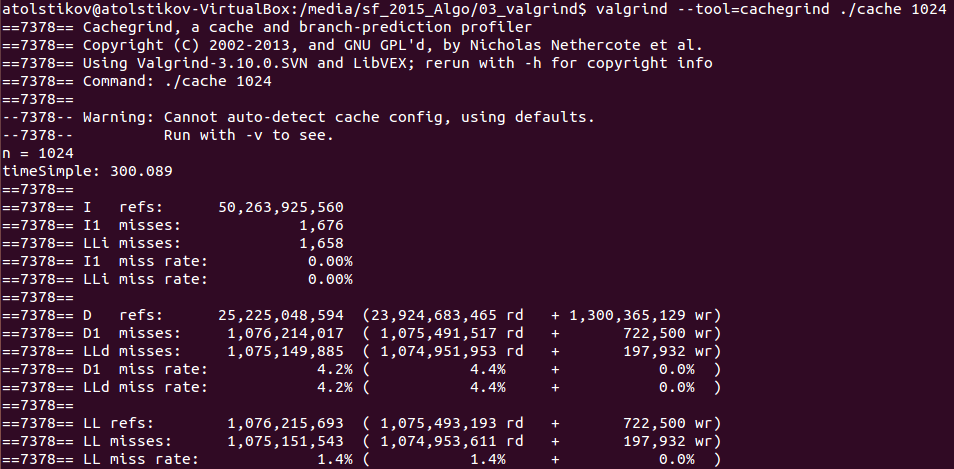 atolstikov@atolstikov-VirtualBox:/media/sf_2015_Algo/03_valgrind$ valgrind --tool=cachegrind ./cache 1024
==7378== Cachegrind, a cache and branch-prediction profiler
==7378== Copyright (C) 2002-2013, and GNU GPL'd, by Nicholas Nethercote et al.
==7378== Using Valgrind-3.10.0.SVN and LibVEX; rerun with -h for copyright info
==7378== Command: ./cache 1024
==7378==
--7378-- Warning: Cannot auto-detect cache config, using defaults.
--7378--          Run with -v to see.
n = 1024
timeSimple: 300.089
==7378==
==7378== I   refs:      50,263,925,560
==7378== I1  misses:             1,676
==7378== LLi misses:             1,658
==7378== I1  miss rate:           0.00%
==7378== LLi miss rate:           0.00%
==7378==
==7378== D   refs:      25,225,048,594  (23,924,683,465 rd   + 1,300,365,129 wr)
==7378== D1  misses:     1,076,214,017  ( 1,075,491,517 rd   +       722,500 wr)
==7378== LLd misses:     1,075,149,885  ( 1,074,951,953 rd   +       197,932 wr)
==7378== D1  miss rate:            4.2% (           4.4%     +           0.0%  )
==7378== LLd miss rate:            4.2% (           4.4%     +           0.0%  )
==7378==
==7378== LL refs:        1,076,215,693  ( 1,075,493,193 rd   +       722,500 wr)
==7378== LL misses:      1,075,151,543  ( 1,074,953,611 rd   +       197,932 wr)
==7378== LL miss rate:             1.4% (           1.4%     +           0.0%  )